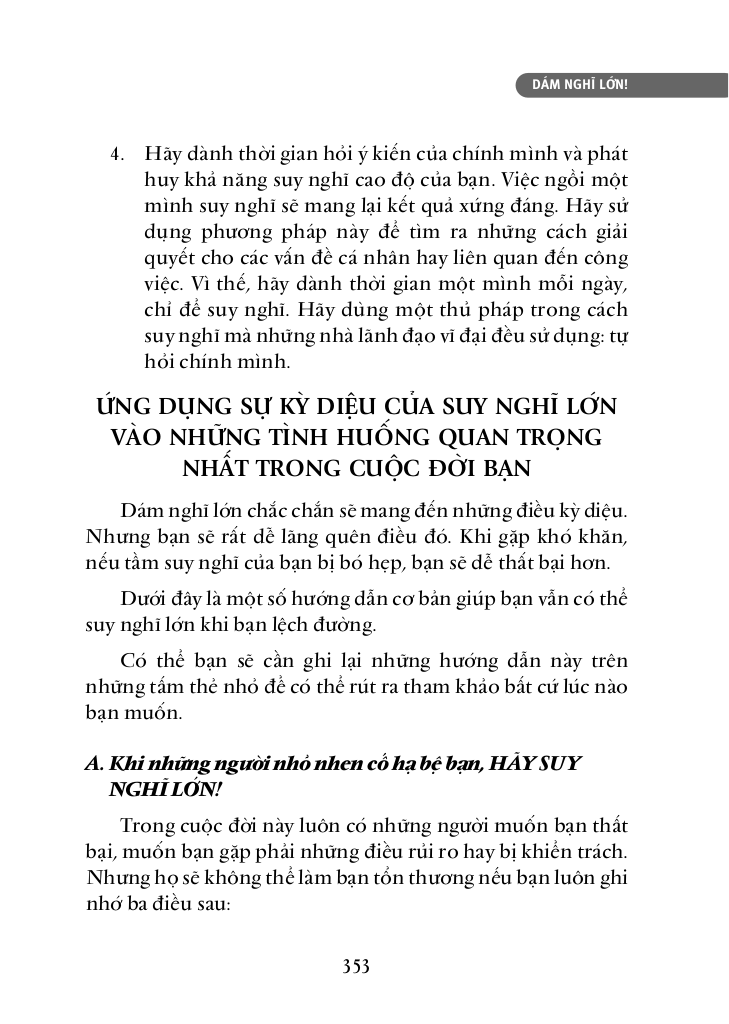 DÁM NGHĨ LỚN!
4. Hãy dành thời gian hỏi ý kiến của chính mình và phát
huy khả năng suy nghĩ cao độ của bạn. Việc ngồi một
mình suy nghĩ sẽ mang lại kết quả xứng đáng. Hãy sử
dụng phương pháp này để tìm ra những cách giải
quyết cho các vấn đề cá nhân hay liên quan đến công
việc. Vì thế, hãy dành thời gian một mình mỗi ngày,
chỉ để suy nghĩ. Hãy dùng một thủ pháp trong cách
suy nghĩ mà những nhà lãnh đạo vĩ đại đều sử dụng: tự
hỏi chính mình.
ỨNG DỤNG SỰ KỲ DIỆU CỦA SUY NGHĨ LỚN
VÀO NHỮNG TÌNH HUỐNG QUAN TRỌNG
NHẤT TRONG CUỘC ĐỜI BẠN
Dám nghĩ lớn chắc chắn sẽ mang đến những điều kỳ diệu.
Nhưng bạn sẽ rất dễ lãng quên điều đó. Khi gặp khó khăn,
nếu tầm suy nghĩ của bạn bị bó hẹp, bạn sẽ dễ thất bại hơn.
Dưới đây là một số hướng dẫn cơ bản giúp bạn vẫn có thể
suy nghĩ lớn khi bạn lệch đường.
Có thể bạn sẽ cần ghi lại những hướng dẫn này trên
những tấm thẻ nhỏ để có thể rút ra tham khảo bất cứ lúc nào
bạn muốn.
A. Khi những người nhỏ nhen cố hạ bệ bạn, HÃY SUY
NGHĨ LỚN!
Trong cuộc đời này luôn có những người muốn bạn thất
bại, muốn bạn gặp phải những điều rủi ro hay bị khiển trách.
Nhưng họ sẽ không thể làm bạn tổn thương nếu bạn luôn ghi
nhớ ba điều sau:
353